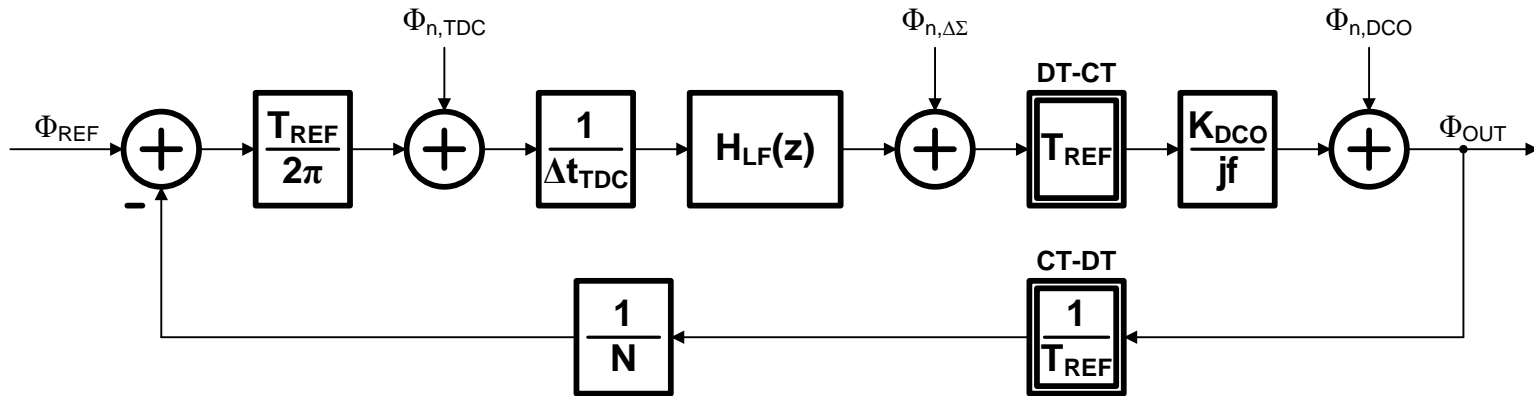 Φn,TDC
Φn,ΔΣ
Φn,DCO
DT-CT
ΦREF
TREF
2π
1
ΔtTDC
HLF(z)
TREF
KDCO
jf
ΦOUT
-
CT-DT
1
N
1
TREF